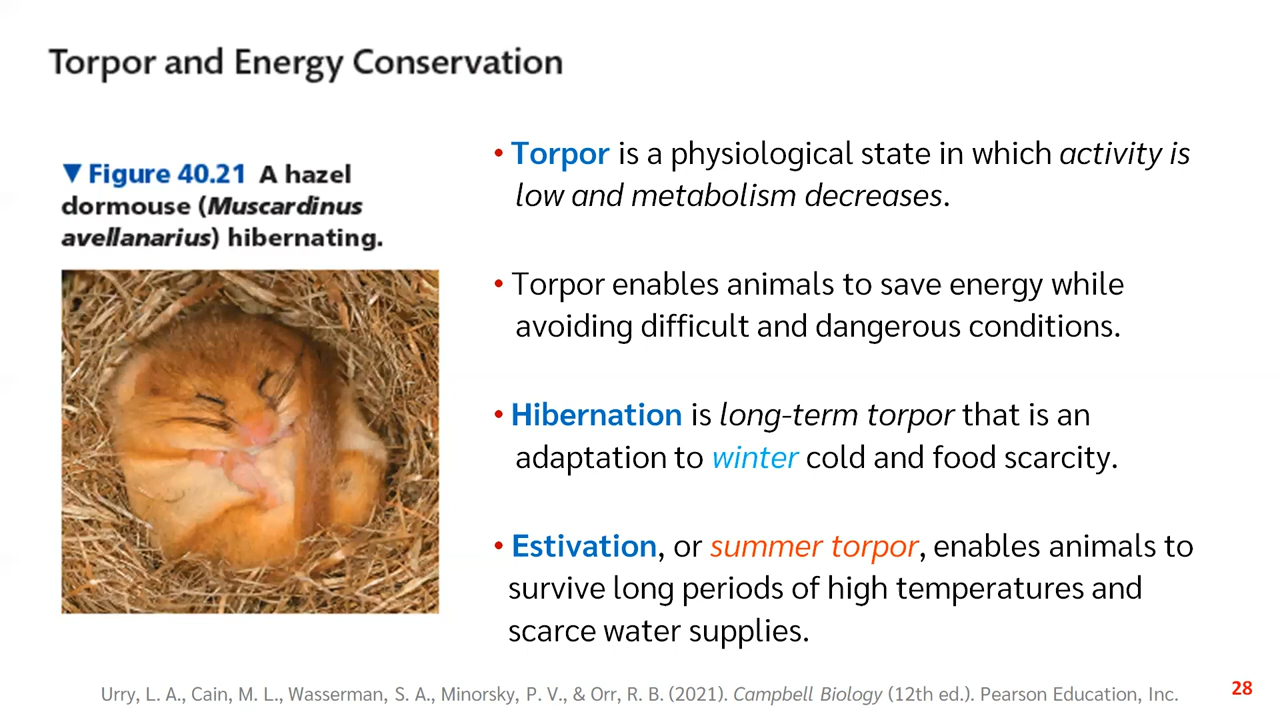 Torpor and Energy Conservation
▼ Figure 40.21 A hazel
dormouse (Muscardinus
avellanarius) hibernating.
• Torpor is a physiological state in which activity is
low and metabolism decreases.
• Torpor enables animals to save energy while
avoiding difficult and dangerous conditions.
• Hibernation is long-term torpor that is an
adaptation to winter cold and food scarcity.
• Estivation, or summer torpor, enables animals to
survive long periods of high temperatures and
scarce water supplies.
Urry, L. A., Cain, M. L., Wasserman, S. A., Minorsky, P. V., & Orr, R. B. (2021). Campbell Biology (12th ed.). Pearson Education, Inc.
28